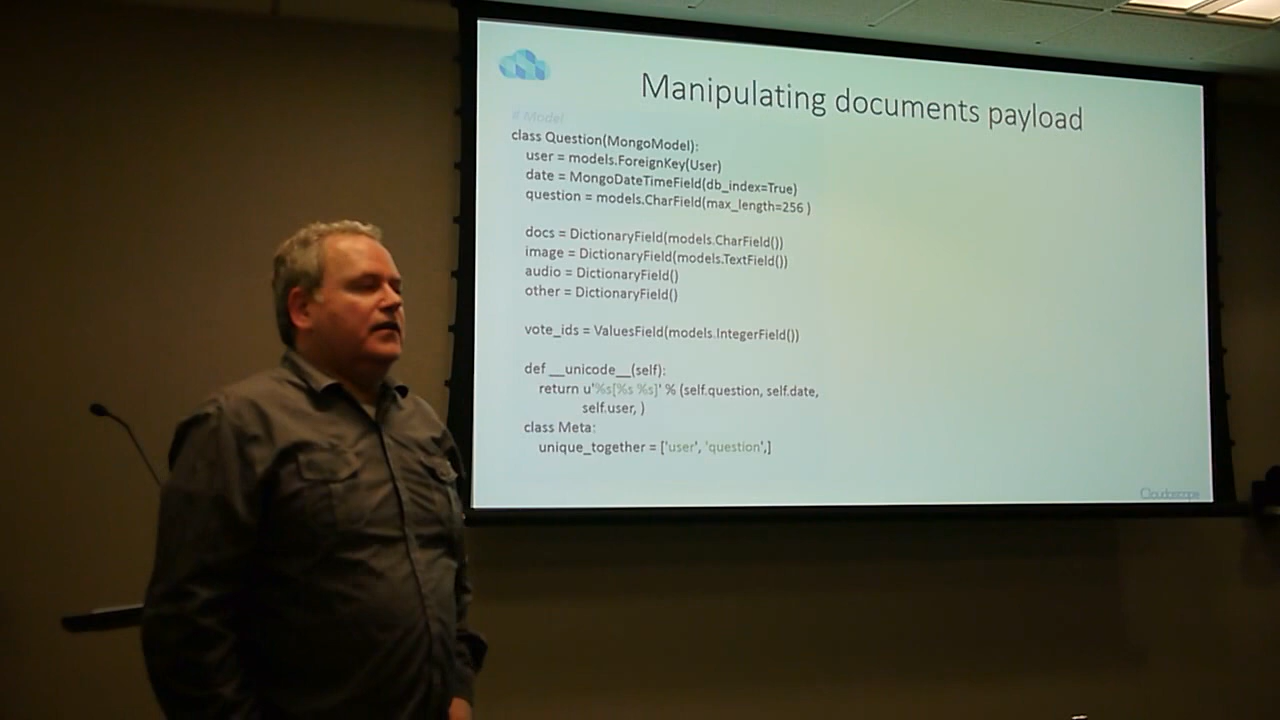 Manipulating documents payload
# Model
class Question(MongoModel):
user = models.ForeignKey(User)
date = MongoDateTimeField(db_index=True)
question = models.CharField(max_length=256 )
docs = DictionaryField(models.CharField())
image = DictionaryField(models.TextField())
audio = DictionaryField()
other = DictionaryField()
vote_ids = ValuesField(models.IntegerField())
def __unicode__(self):
return u'%s[%s %s]' % (self.question, self.date,
self.user, )
class Meta:
unique_together = ['user', 'question',]
Cloudoscope